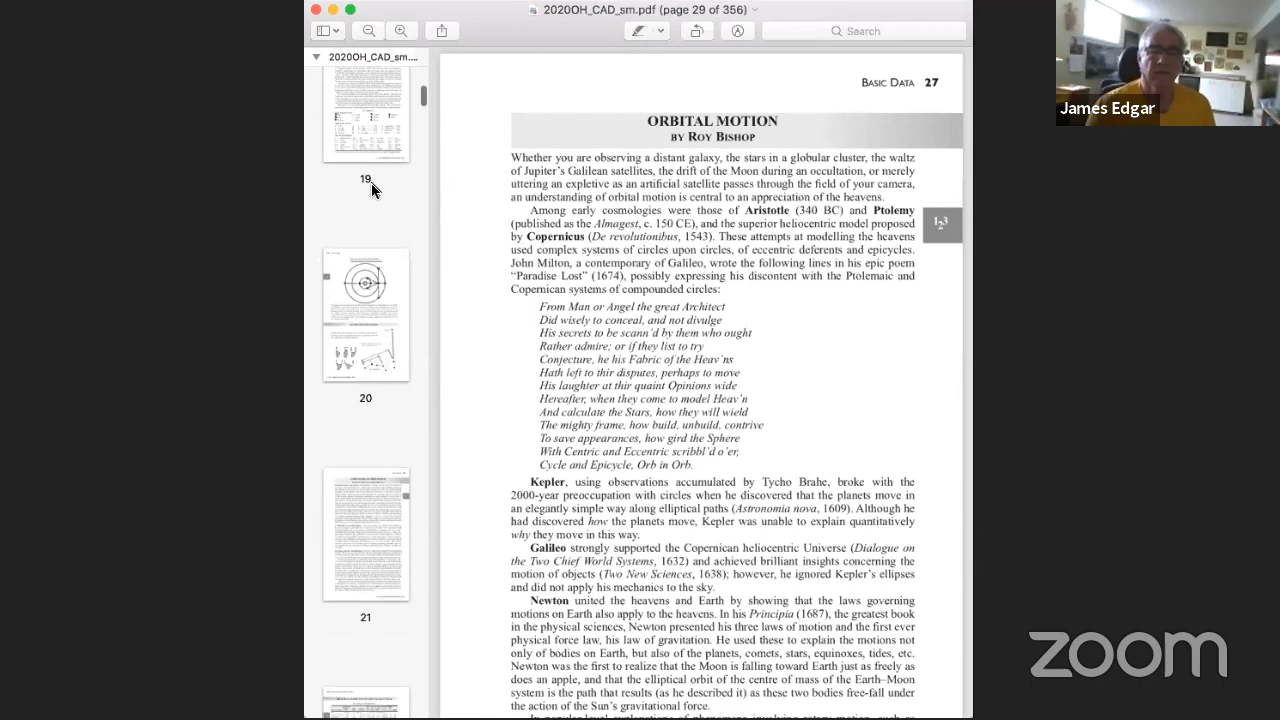 2020OH_CAD_sm.pdf (page 29 of 356)
Search
2020OH_CAD_sm....
19
20
21
BASIC DATA 27
ORBITAL MOTION
BY ROY BISHOP
Whether you are observing a distant galaxy, the stars in a globular cluster, the waltz
of Jupiter's Galilean satellites, the drift of the Moon during an occultation, or merely
uttering an expletive as an artificial satellite passes through the field of your camera,
an understanding of orbital motion is central to an appreciation of the heavens.
Among early cosmologies were those of Aristotle (340 BC) and Ptolemy
(published as the Almagest, c. 150 CE), and the superior heliocentric model proposed
by Copernicus (De revolutionibus, 1543). These attempts at modelling the heavens
used complex systems of circles upon circles, of eccentric deferents and epicycles.
John Milton, a contemporary of Galileo, wrote the following lines in his epic poem
“Paradise Lost” (1674), possibly expressing his discontent with the Ptolemaic and
Copernican systems of compounded circles:
From Man or Angel the great Architect
Did wisely to conceal, and not divulge
His secrets to be scann'd by them who ought
Rather admire; or if they list to try
Conjecture, he his Fabric of the Heav'ns
Hath left to thir disputes, perhaps to move
His laughter at thir quaint Opinions wide
Hereafter, when they come to model Heav'n
And calculate the Stars, how they will wield
The mighty frame, how build, unbuild, contrive
To save appearances, how gird the Sphere
With Centric and Eccentric scribbl'd o'er,
Cycle and Epicycle, Orb in Orb.
Kepler, using observations accumulated by Tycho Brahe, broke with the
2000-year preoccupation with circles when he discovered that the planets move in
an elegantly simple way along elliptical paths (Astronomia nova, 1609). Although he
had discovered how the planets move, Kepler was unable to explain quantitatively
why they move in this way.
Galileo strongly supported the Copernican heliocentric Universe (Dialogue on
the Two Chief World Systems, 1632) and achieved brilliant insights concerning the
motion of objects (Two New Sciences, 1638); however, he ignored Kepler's ellipses
and did not apply his mechanics to the sky.
Newton united the heavens and Earth by showing that the laws governing
motions on Earth also apply to the heavens. In his Principia (1687), the greatest book
in the physical sciences, Newton presented his three laws of motion and the first ever
physical force law, his law of gravitation. He used these to explain the motions not
only of bodies on Earth, but also of the planets, comets, stars, equinoxes, tides, etc.
Newton was the first to realize that the Moon is falling toward Earth just as freely as
does an apple, and that the elliptical orbit of the centre of mass of the Earth–Moon
system is the path that results (as he described it) as these two bodies free-fall under
the action of the Sun's gravitational force.
James Edgar
zoom